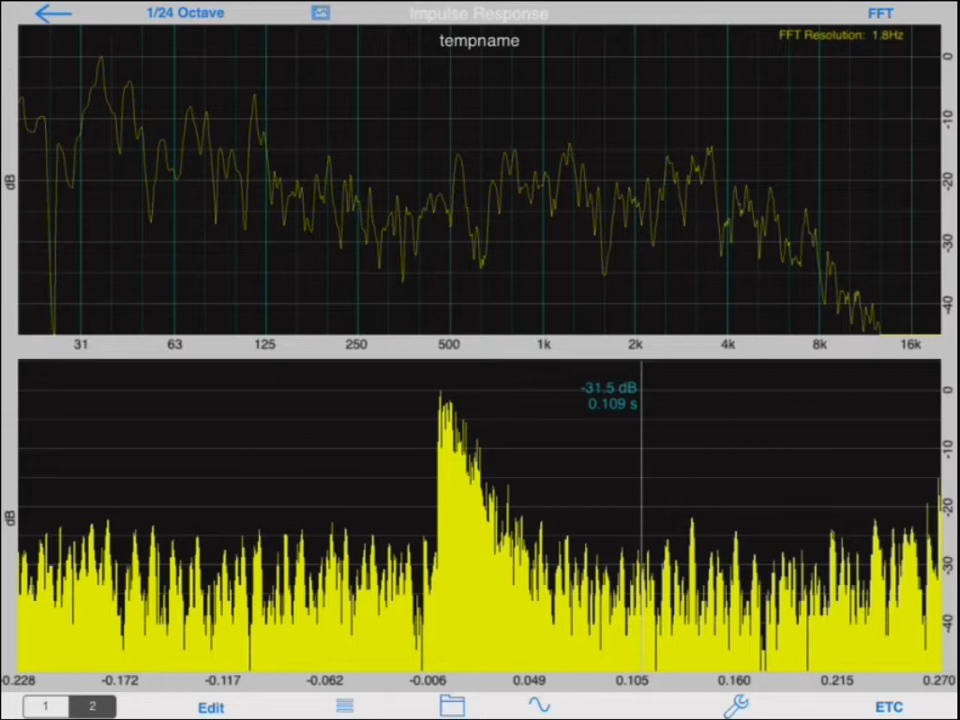 1/24 Octave Impulse Response FFT
tempname
FFT Resolution: 1.8Hz
dB
0
-10
-20
-30
-40
31 63 125 250 500 1k 2k 4k 8k 16k
-31.5 dB
0.109 s
dB
0
-10
-20
-30
-40
-0.228 -0.172 -0.117 -0.062 -0.006 0.049 0.105 0.160 0.215 0.270
1 2 Edit ETC